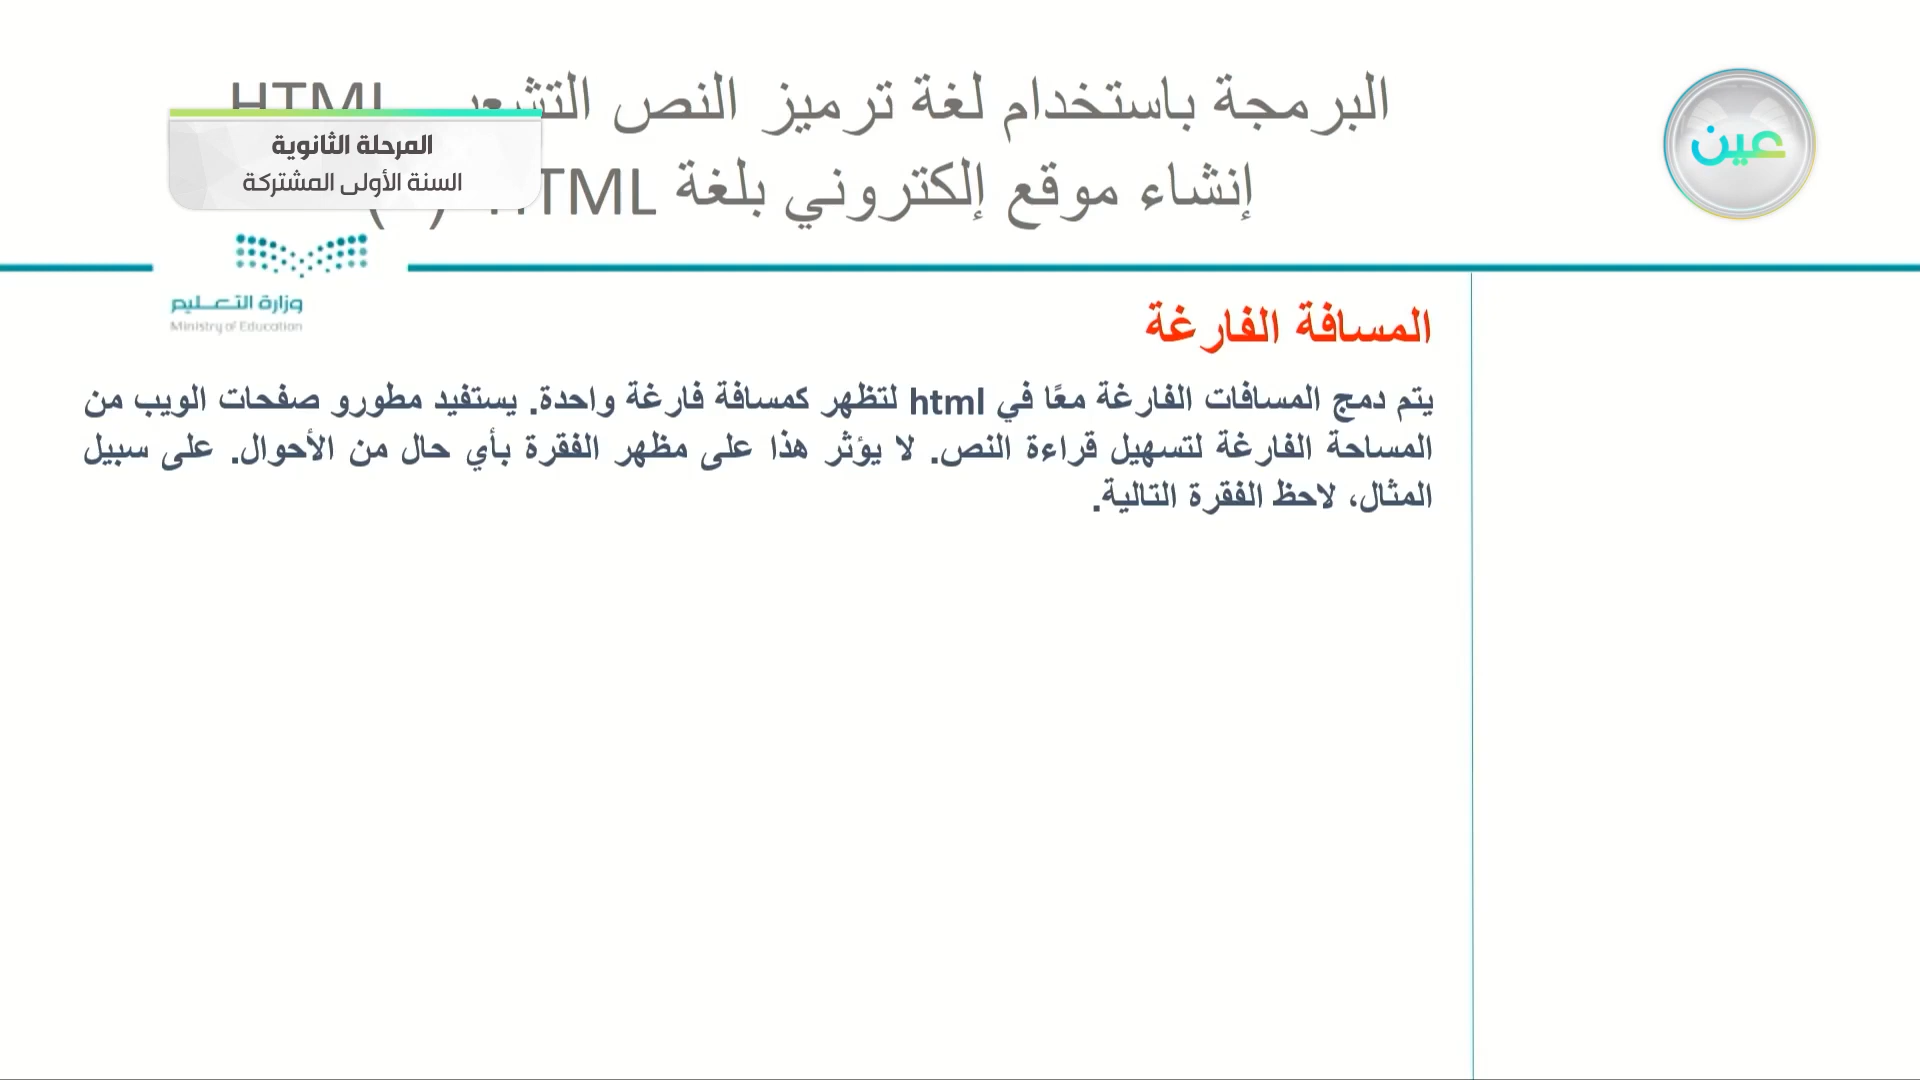 البرمجة باستخدام لغة ترميز النص HTML
إنشاء موقع إلكتروني بلغة HTML
المرحلة الثانوية
السنة الأولى المشتركة
عين
وزارة التعليم
Ministry of Education
المسافة الفارغة
يتم دمج المسافات الفارغة معًا في html لتظهر كمسافة فارغة واحدة. يستفيد مطورو صفحات الويب من
المساحة الفارغة لتسهيل قراءة النص. لا يؤثر هذا على مظهر الفقرة بأي حال من الأحوال. على سبيل
المثال، لاحظ الفقرة التالية.